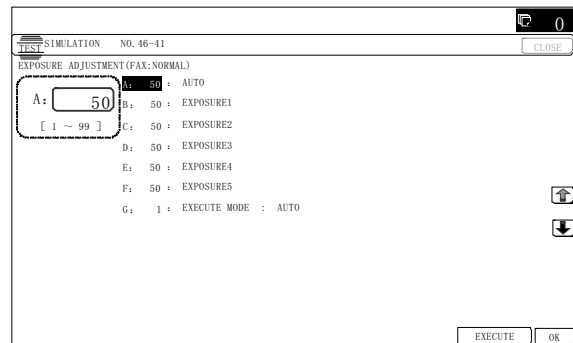 0
TEST SIMULATION NO. 46-41
CLOSE
EXPOSURE ADJUSTMENT(FAX:NORMAL)
A: 50
[ 1 ~ 99 ]
A: 50 : AUTO
B: 50 : EXPOSURE1
C: 50 : EXPOSURE2
D: 50 : EXPOSURE3
E: 50 : EXPOSURE4
F: 50 : EXPOSURE5
G: 1 : EXECUTE MODE : AUTO
EXECUTE OK